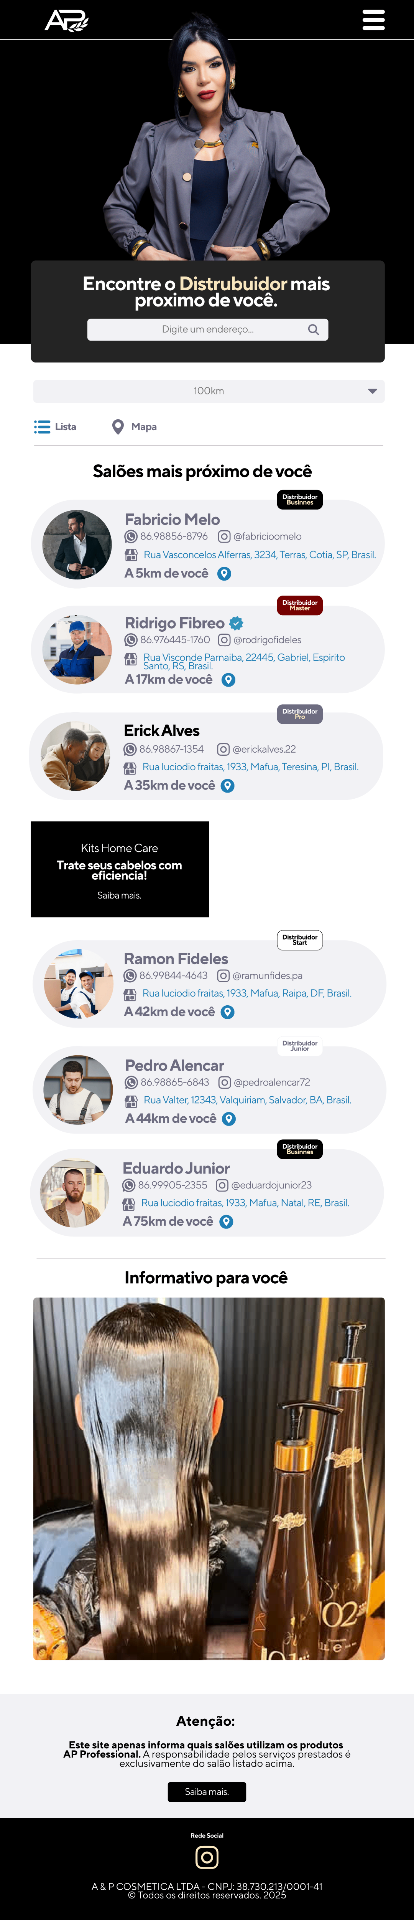 AP
Encontre o Distrubuidor mais
proximo de você.
Digite um endereço...
100km
Lista
Mapa
Salões mais próximo de você
Distribuidor
Businnes
Fabricio Melo
86.98856-8796
@fabricioomelo
Rua Vasconcelos Alferras, 3234, Terras, Cotia, SP, Brasil.
A 5km de você
Distribuidor
Master
Ridrigo Fibreo
86.976445-1760
@rodrigofideles
Rua Visconde Parnaiba, 22445, Gabriel, Espirito
Santo, RS, Brasil.
A 17km de você
Distribuidor
Pro
Erick Alves
86.98867-1354
@erickalves.22
Rua luciodio fraitas, 1933, Mafua, Teresina, PI, Brasil.
A 35km de você
Kits Home Care
Trate seus cabelos com
eficiencia!
Saiba mais.
Distribuidor
Start
Ramon Fideles
86.99844-4643
@ramunfides.pa
Rua luciodio fraitas, 1933, Mafua, Raipa, DF, Brasil.
A 42km de você
Distribuidor
Junior
Pedro Alencar
86.98865-6843
@pedroalencar72
Rua Valter, 12343, Valquiriam, Salvador, BA, Brasil.
A 44km de você
Distribuidor
Businnes
Eduardo Junior
86.99905-2355
@eduardojunior23
Rua luciodio fraitas, 1933, Mafua, Natal, RE, Brasil.
A 75km de você
Informativo para você
.01
.02
Atenção:
Este site apenas informa quais salões utilizam os produtos
AP Professional. A responsabilidade pelos serviços prestados é
exclusivamente do salão listado acima.
Saiba mais.
Rede Social
A & P COSMETICA LTDA - CNPJ: 38.730.213/0001-41
© Todos os direitos reservados. 2025